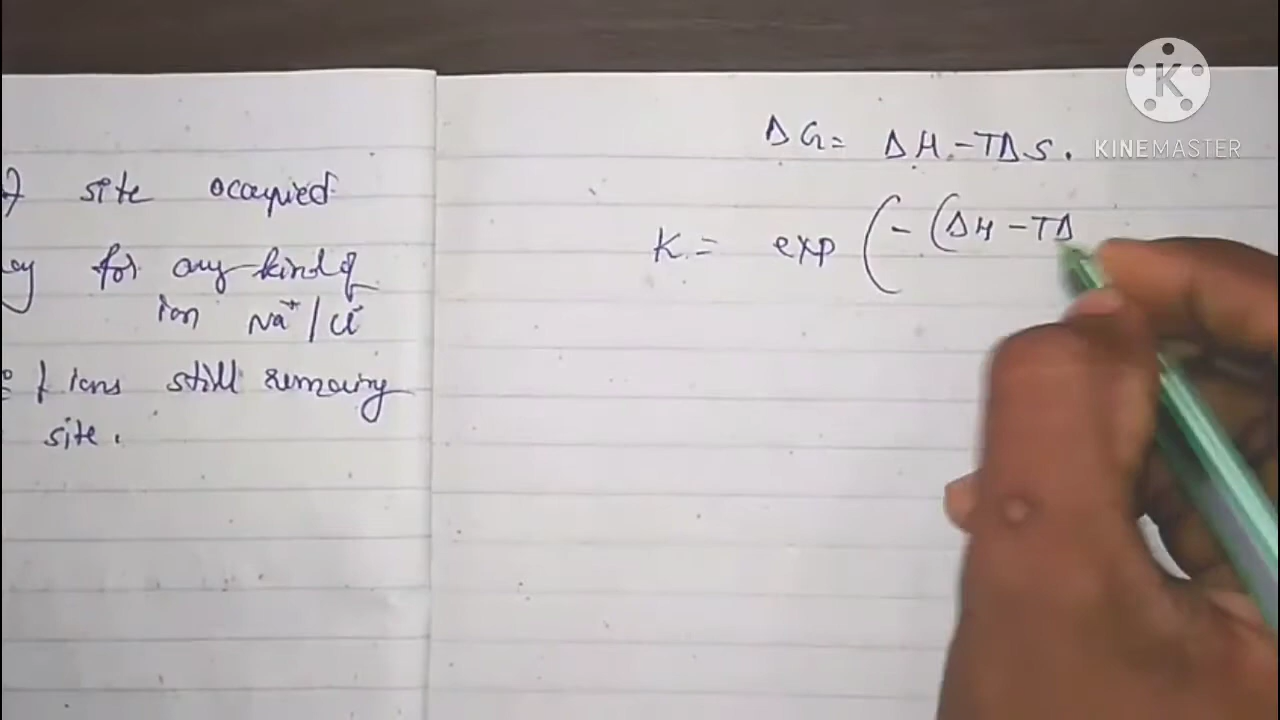 site occupied
for any kind of
ion Na⁺/Cl⁻
ions still remaining
site.
ΔG = ΔH - TΔS.
K = exp (-(ΔH - TΔ
K
KINEMASTER